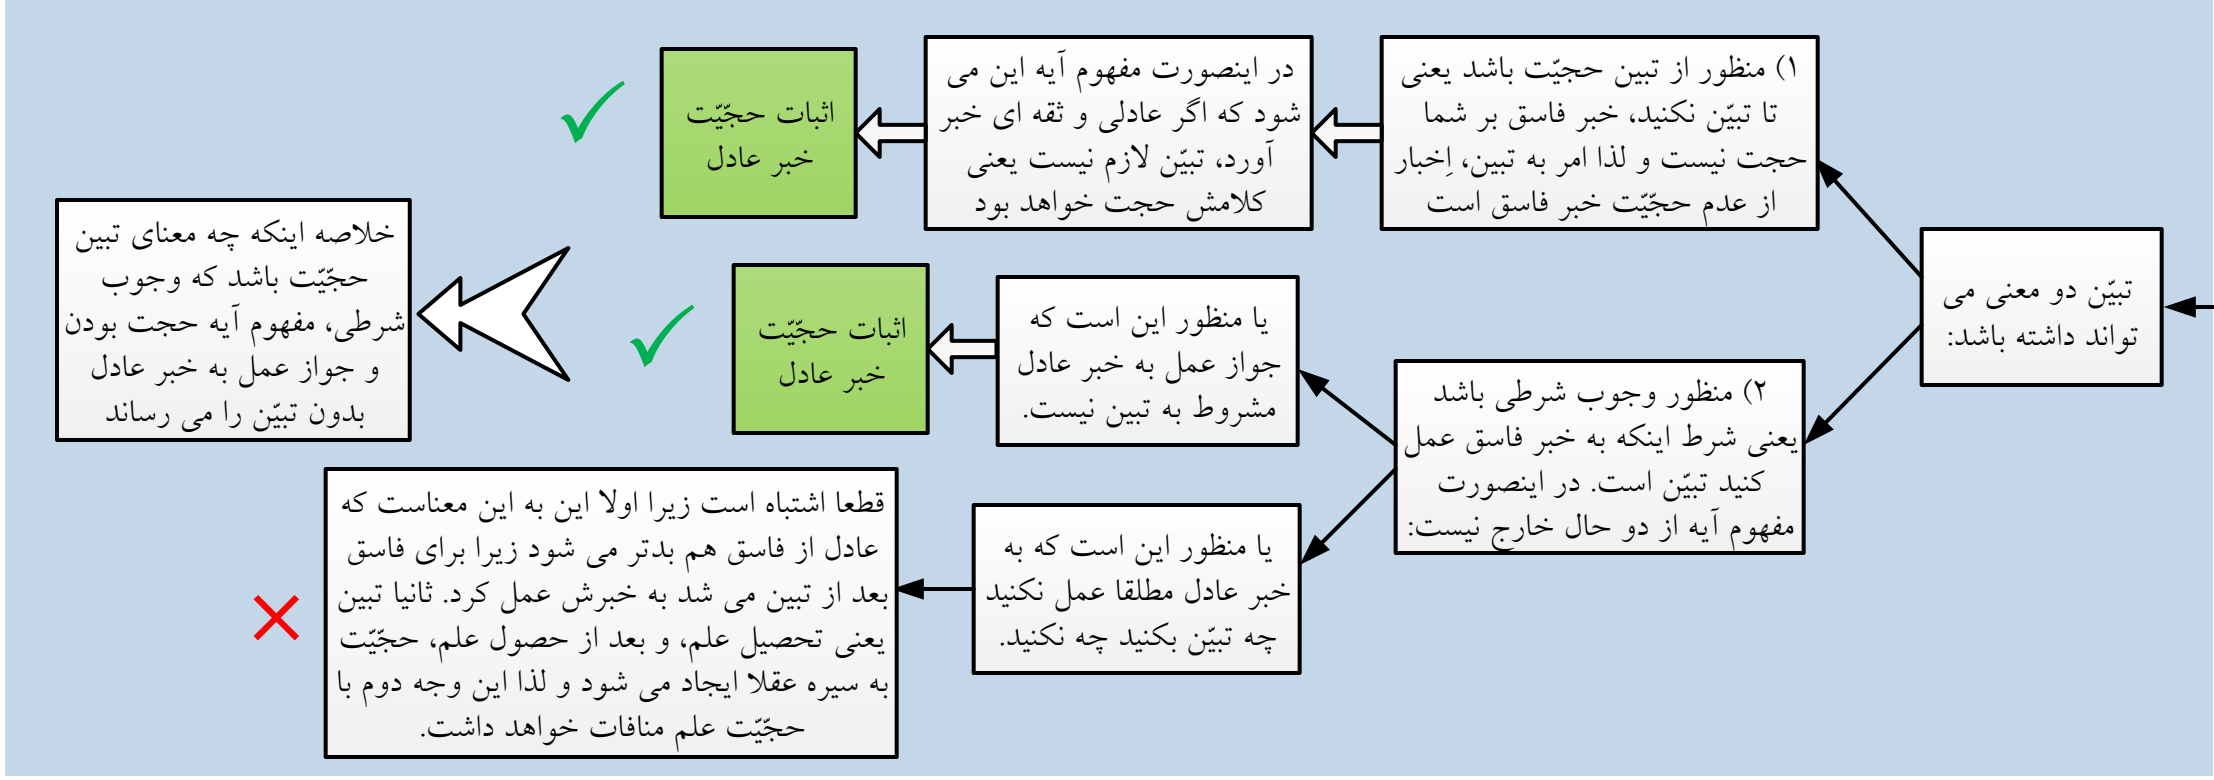 تبیّن دو معنی می
تواند داشته باشد:
۱) منظور از تبین حجیّت باشد یعنی
تا تبیّن نکنید، خبر فاسق بر شما
حجت نیست و لذا امر به تبین، اِخبار
از عدم حجیّت خبر فاسق است
در اینصورت مفهوم آیه این می
شود که اگر عادلی و ثقه ای خبر
آورد، تبیّن لازم نیست یعنی
کلامش حجت خواهد بود
اثبات حجّیّت
خبر عادل
۲) منظور وجوب شرطی باشد
یعنی شرط اینکه به خبر فاسق عمل
کنید تبیّن است. در اینصورت
مفهوم آیه از دو حال خارج نیست:
یا منظور این است که
جواز عمل به خبر عادل
مشروط به تبین نیست.
اثبات حجّیّت
خبر عادل
یا منظور این است که به
خبر عادل مطلقا عمل نکنید
چه تبیّن بکنید چه نکنید.
قطعا اشتباه است زیرا اولا این به این معناست که
عادل از فاسق هم بدتر می شود زیرا برای فاسق
بعد از تبین می شد به خبرش عمل کرد. ثانیا تبین
یعنی تحصیل علم، و بعد از حصول علم، حجّیّت
به سیره عقلا ایجاد می شود و لذا این وجه دوم با
حجّیّت علم منافات خواهد داشت.
خلاصه اینکه چه معنای تبین
حجّیّت باشد که وجوب
شرطی، مفهوم آیه حجت بودن
و جواز عمل به خبر عادل
بدون تبیّن را می رساند